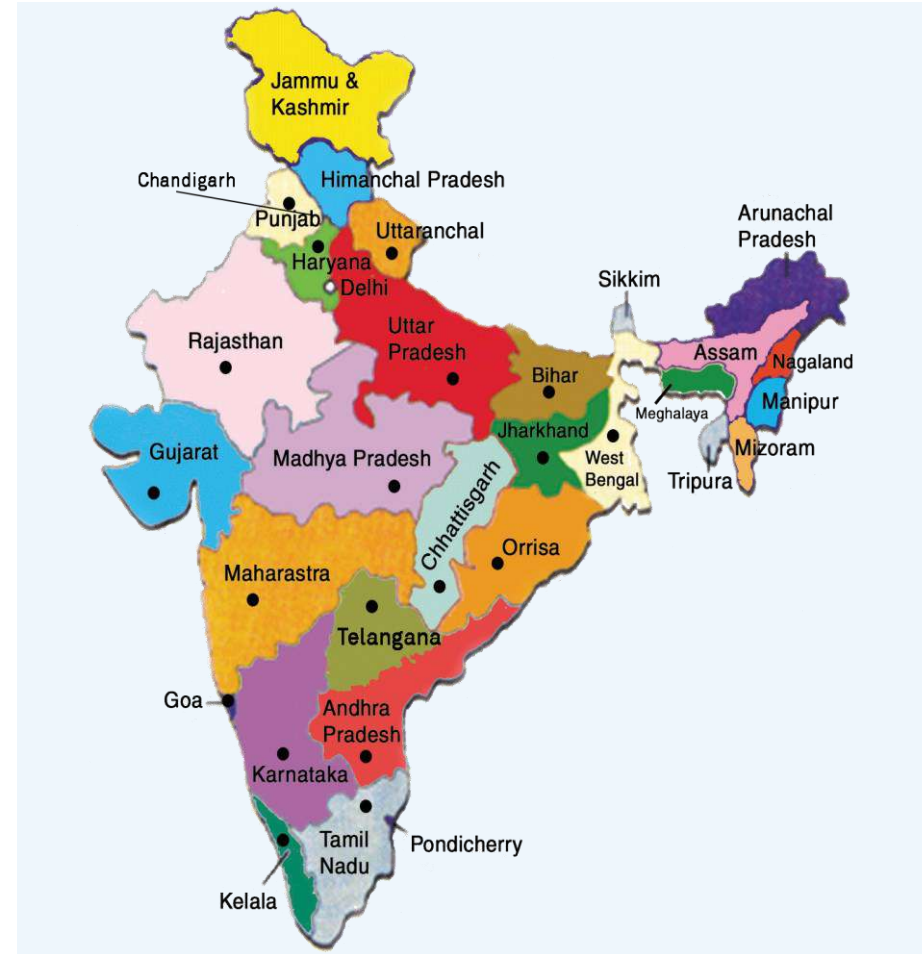 Jammu &
Kashmir
Chandigarh
Himanchal Pradesh
Punjab
Uttaranchal
Arunachal
Pradesh
Haryana
Delhi
Sikkim
Rajasthan
Uttar
Pradesh
Assam
Nagaland
Bihar
Meghalaya
Manipur
Gujarat
Madhya Pradesh
Jharkhand
West
Bengal
Mizoram
Tripura
Chhattisgarh
Orrisa
Maharastra
Telangana
Goa
Andhra
Pradesh
Karnataka
Tamil
Nadu
Pondicherry
Kelala